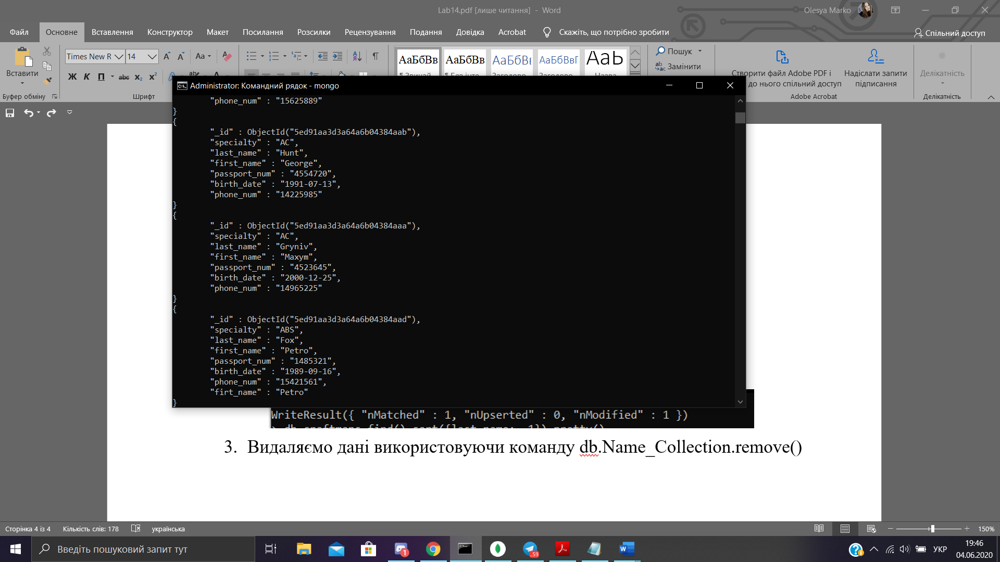 Lab14.pdf [лише читання] - Word
Olesya Marko
Файл Основне Вставлення Конструктор Макет Посилання Розсилки Рецензування Подання Довідка Acrobat Скажіть, що потрібно зробити Спільний доступ
Вставити
Буфер обміну
Times New R 14
Aa
Ж К П abc x₂ x²
Шрифт
АаБбВв АаБбВв АаБбВ АаБбВвГ АаЬ
Пошук
Замінити
Створити файл Adobe PDF і
до нього спільний доступ
Надіслати запити
підписання
Adobe Acrobat
Делікатність
Делікатність
Administrator: Командний рядок - mongo
"phone_num" : "15625889"
}
{
"_id" : ObjectId("5ed91aa3d3a64a6b04384aab"),
"specialty" : "AC",
"last_name" : "Hunt",
"first_name" : "George",
"passport_num" : "4554720",
"birth_date" : "1991-07-13",
"phone_num" : "14225985"
}
{
"_id" : ObjectId("5ed91aa3d3a64a6b04384aaa"),
"specialty" : "AC",
"last_name" : "Gryniv",
"first_name" : "Maxym",
"passport_num" : "4523645",
"birth_date" : "2000-12-25",
"phone_num" : "14965225"
}
{
"_id" : ObjectId("5ed91aa3d3a64a6b04384aad"),
"specialty" : "ABS",
"last_name" : "Fox",
"first_name" : "Petro",
"passport_num" : "1485321",
"birth_date" : "1989-09-16",
"phone_num" : "15421561",
"firt_name" : "Petro"
}
WriteResult({ "nMatched" : 1, "nUpserted" : 0, "nModified" : 1 })
3. Видаляємо дані використовуючи команду db.Name_Collection.remove()
Сторінка 4 із 4 Кількість слів: 178 українська
150%
Введіть пошуковий запит тут
1
..59
УКР
19:46
04.06.2020